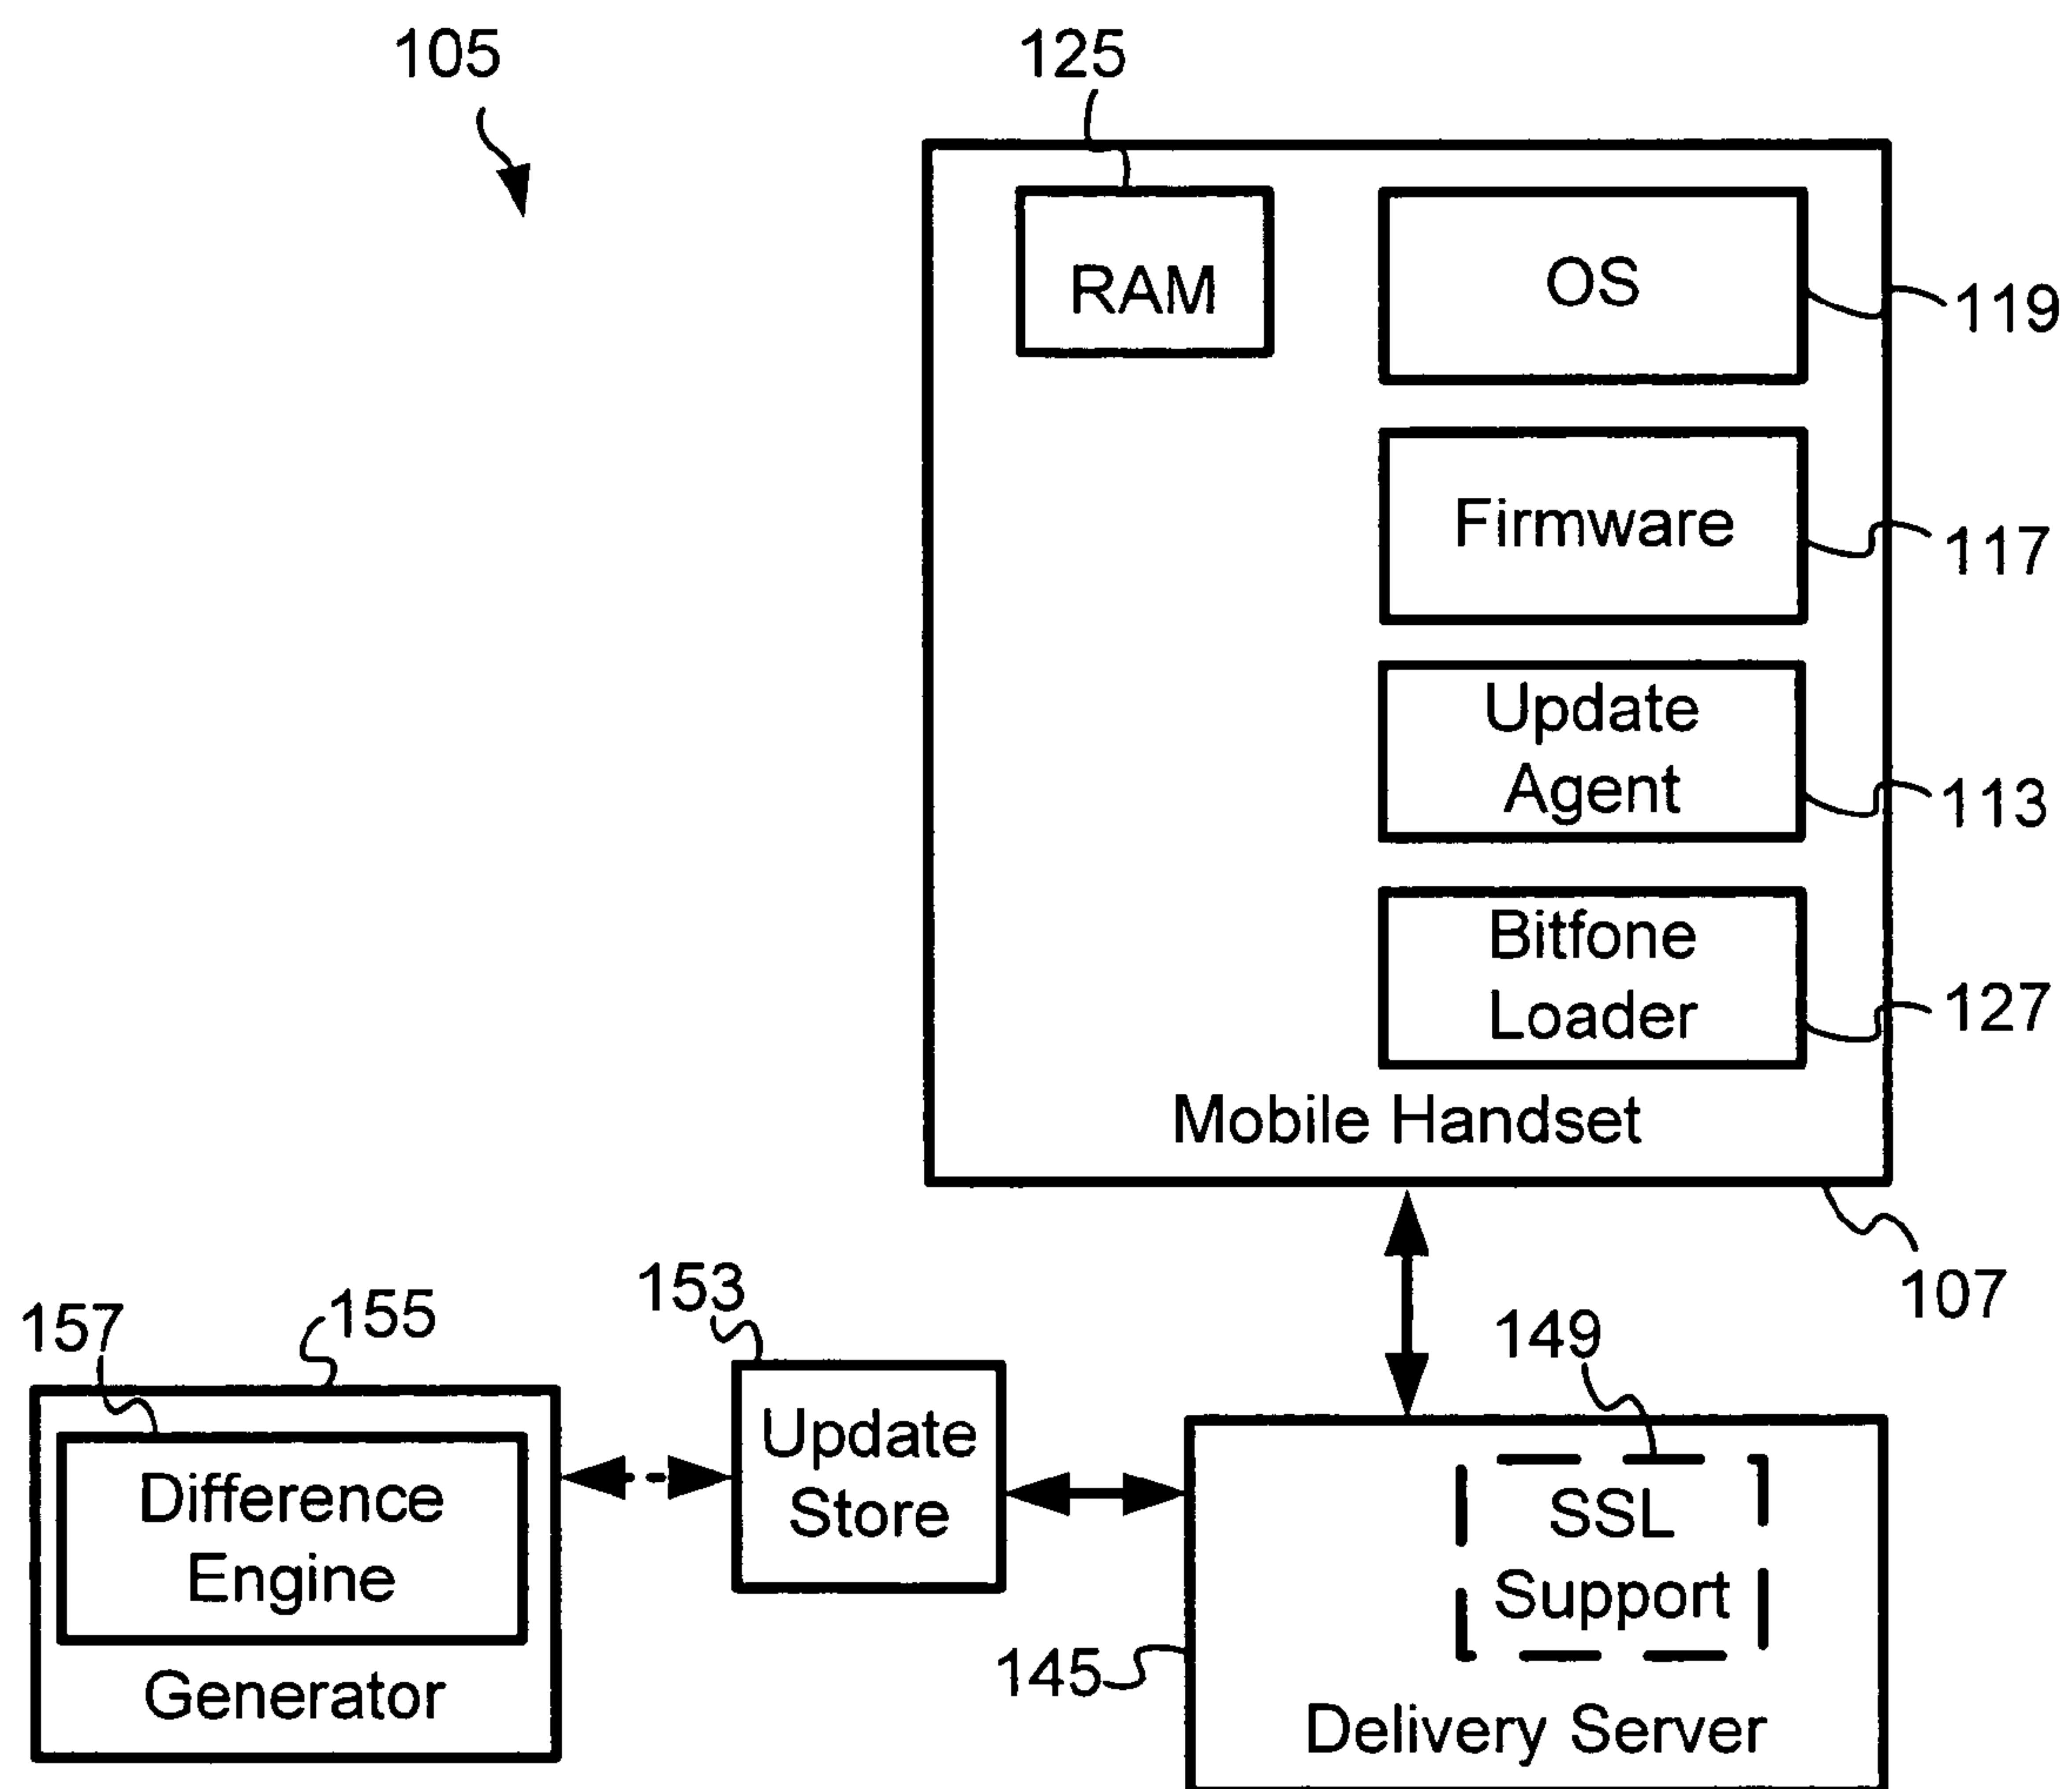 105
125
RAM
OS
119
Firmware
117
Update
Agent
113
Bitfone
Loader
127
Mobile Handset
107
157
155
153
149
Difference
Engine
Generator
Update
Store
SSL
Support
145
Delivery Server